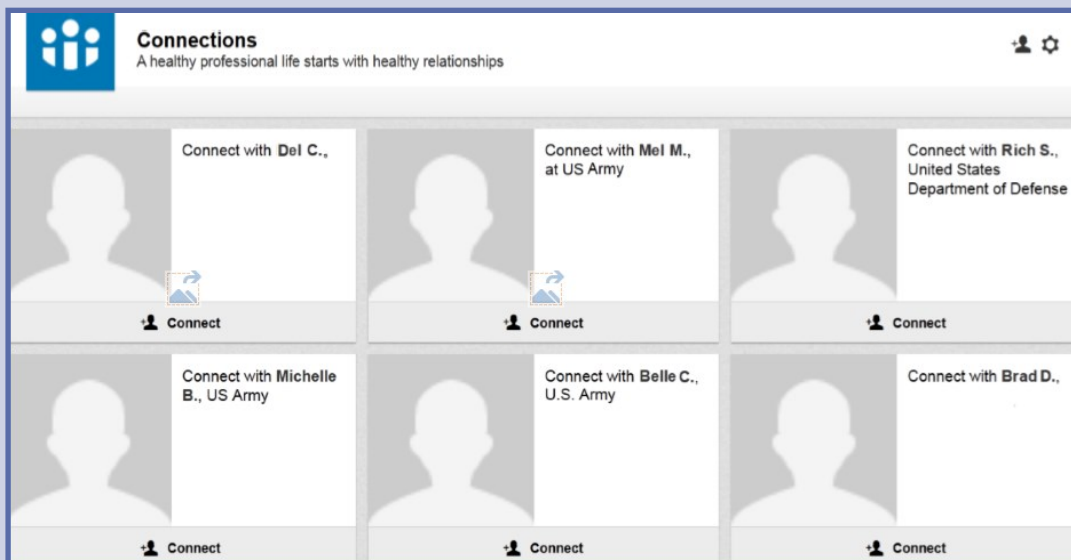 Connections
A healthy professional life starts with healthy relationships
Connect with Del C.,
Connect
Connect with Mel M.,
at US Army
Connect
Connect with Rich S.,
United States
Department of Defense
Connect
Connect with Michelle
B., US Army
Connect
Connect with Belle C.,
U.S. Army
Connect
Connect with Brad D.,
Connect